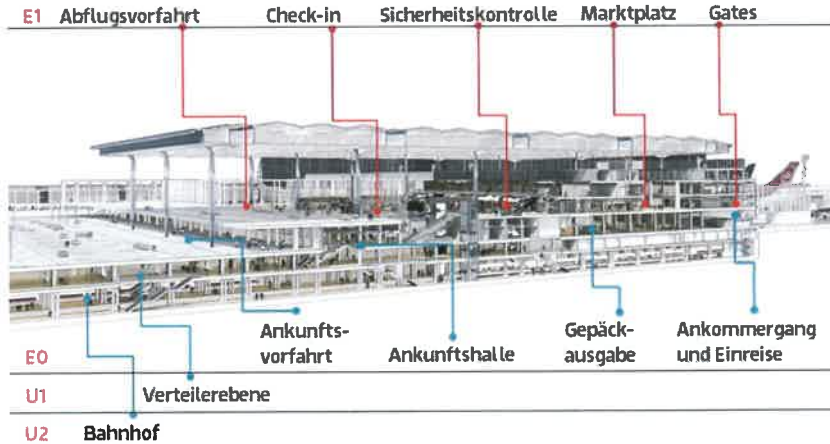 E1 Abflugsvorfahrt Check-in Sicherheitskontrolle Marktplatz Gates
Ankunfts-
vorfahrt
Ankunftshalle
Gepäck-
ausgabe
Ankommergang
und Einreise
E0
U1 Verteilerebene
U2 Bahnhof